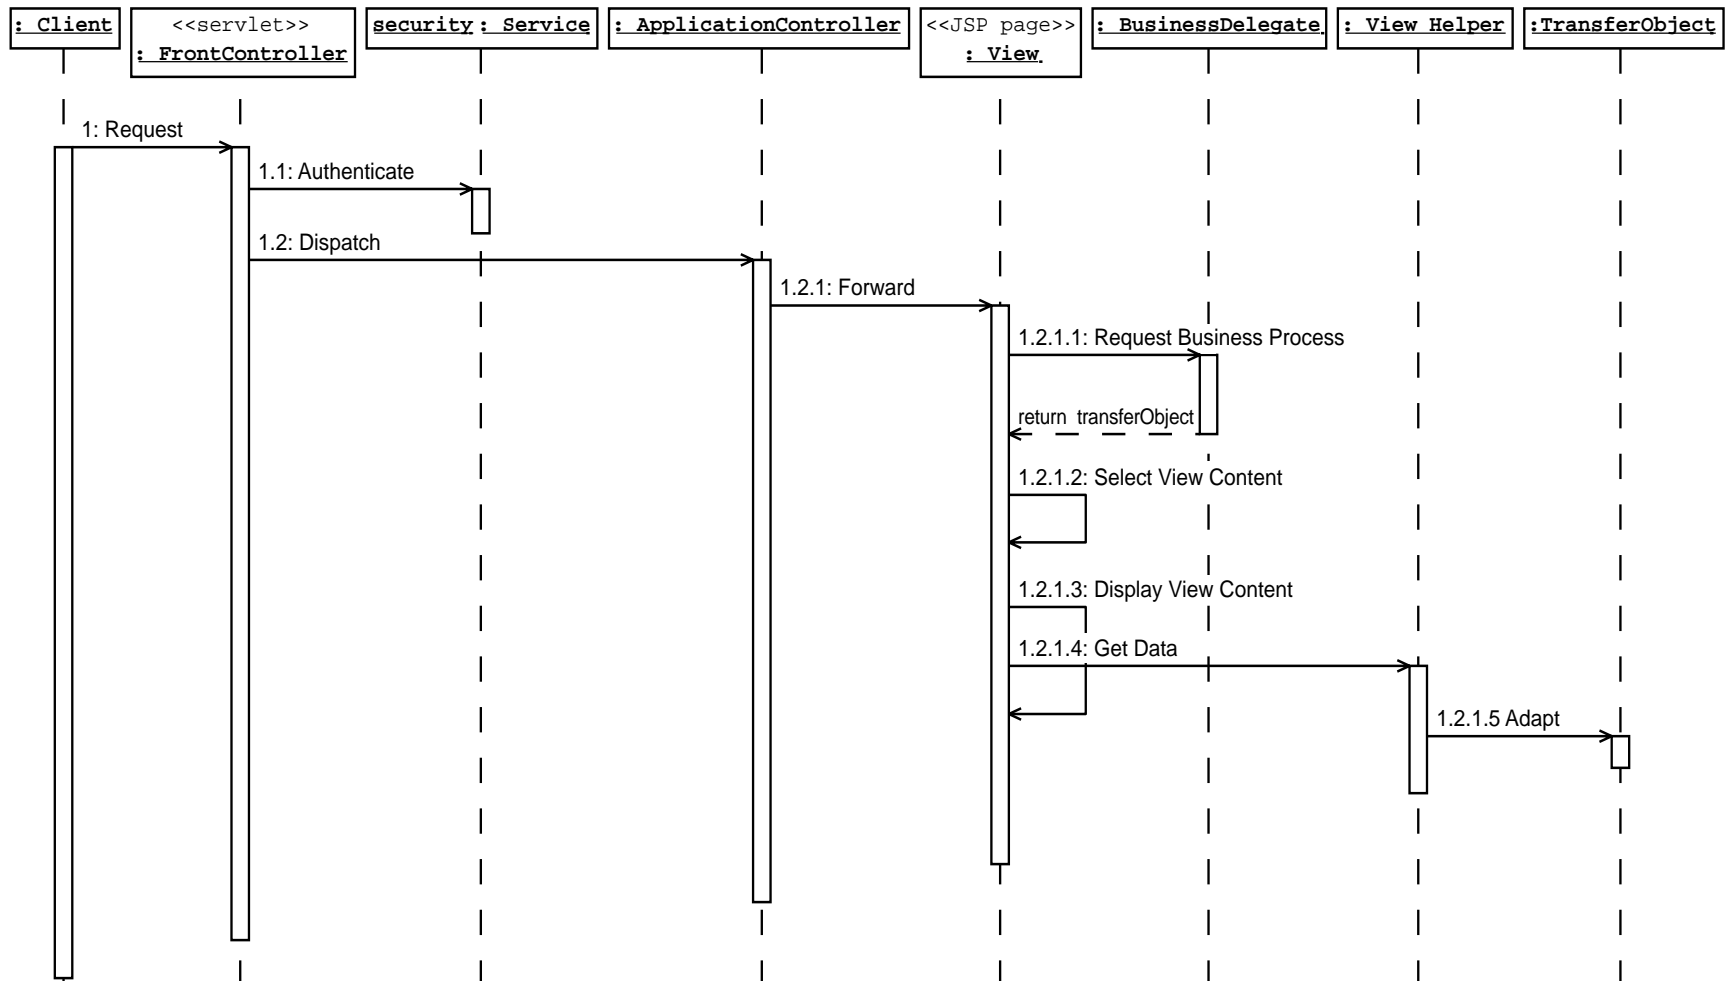 : Client
<<servlet>>
: FrontController
security : Service
: ApplicationController
<<JSP page>>
: View
: BusinessDelegate
: View Helper
:TransferObject
1: Request
1.1: Authenticate
1.2: Dispatch
1.2.1: Forward
1.2.1.1: Request Business Process
return transferObject
1.2.1.2: Select View Content
1.2.1.3: Display View Content
1.2.1.4: Get Data
1.2.1.5 Adapt